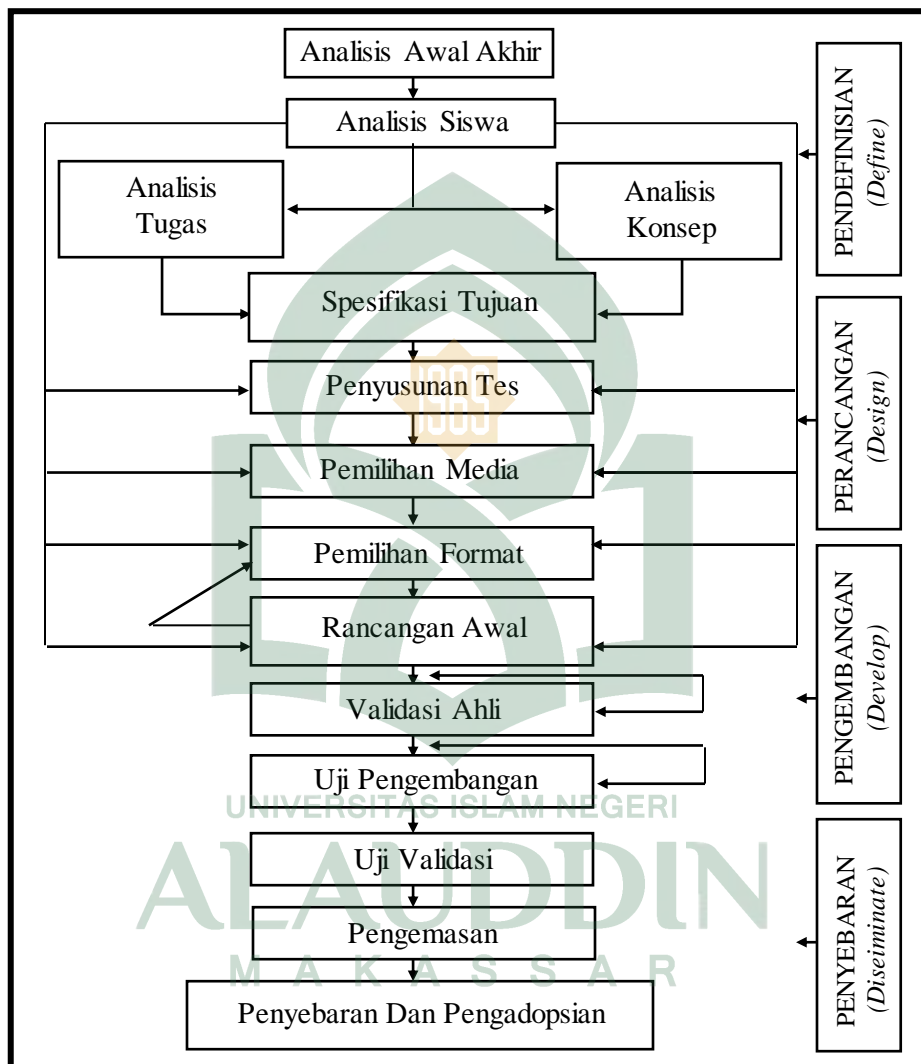 Analisis Awal Akhir
Analisis Siswa
Analisis
Tugas
Analisis
Konsep
Spesifikasi Tujuan
Penyusunan Tes
1965
Pemilihan Media
Pemilihan Format
Rancangan Awal
Validasi Ahli
Uji Pengembangan
UNIVERSITAS ISLAM NEGERI
Uji Validasi
ALAUDDIN
Pengemasan
MAKASSAR
Penyebaran Dan Pengadopsian
PENDEFINISIAN
(Define)
PERANCANGAN
(Design)
PENGEMBANGAN
(Develop)
PENYEBARAN
(Diseiminate)